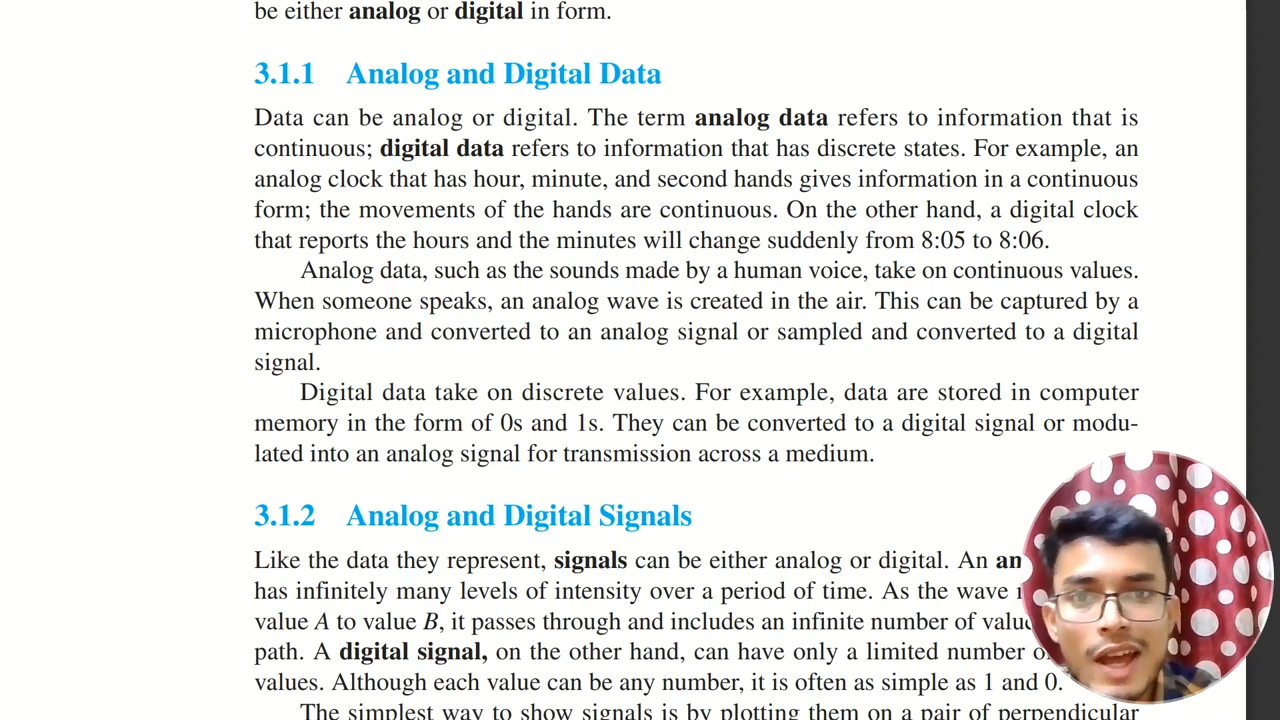 be either analog or digital in form.
3.1.1 Analog and Digital Data
Data can be analog or digital. The term analog data refers to information that is
continuous; digital data refers to information that has discrete states. For example, an
analog clock that has hour, minute, and second hands gives information in a continuous
form; the movements of the hands are continuous. On the other hand, a digital clock
that reports the hours and the minutes will change suddenly from 8:05 to 8:06.
Analog data, such as the sounds made by a human voice, take on continuous values.
When someone speaks, an analog wave is created in the air. This can be captured by a
microphone and converted to an analog signal or sampled and converted to a digital
signal.
Digital data take on discrete values. For example, data are stored in computer
memory in the form of 0s and 1s. They can be converted to a digital signal or modu-
lated into an analog signal for transmission across a medium.
3.1.2 Analog and Digital Signals
Like the data they represent, signals can be either analog or digital. An
has infinitely many levels of intensity over a period of time. As the wave
value A to value B, it passes through and includes an infinite number of
path. A digital signal, on the other hand, can have only a limited number
values. Although each value can be any number, it is often as simple as 1 and 0.
The simplest way to show signals is by plotting them on a pair of perpendicular